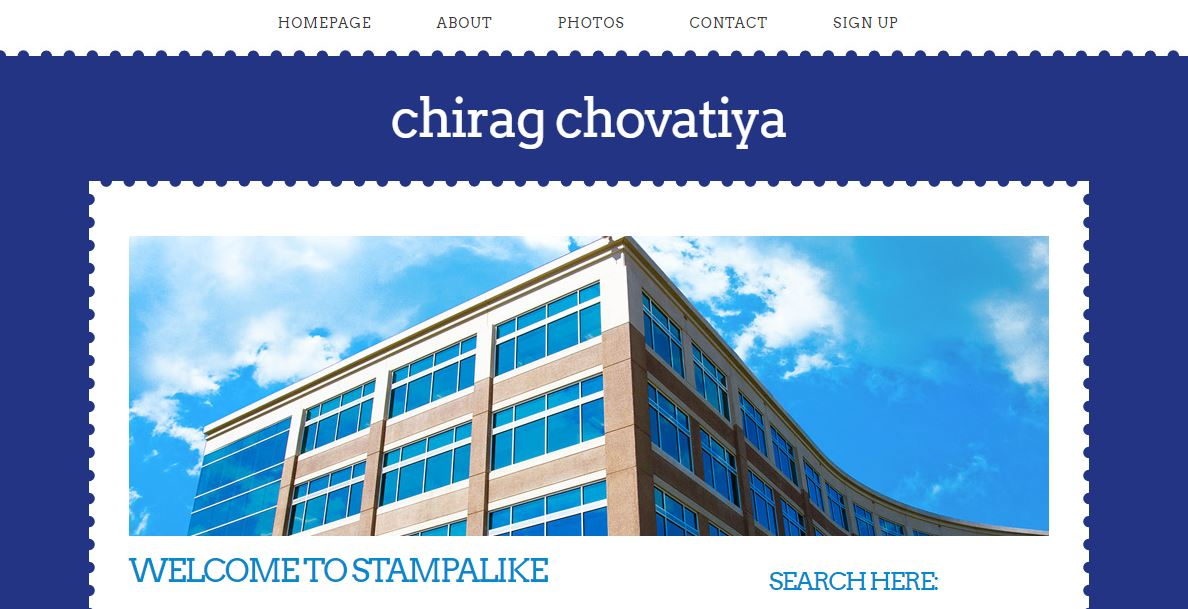 HOMEPAGE ABOUT PHOTOS CONTACT SIGN UP
chirag chovatiya
WELCOME TO STAMPALIKE
SEARCH HERE: